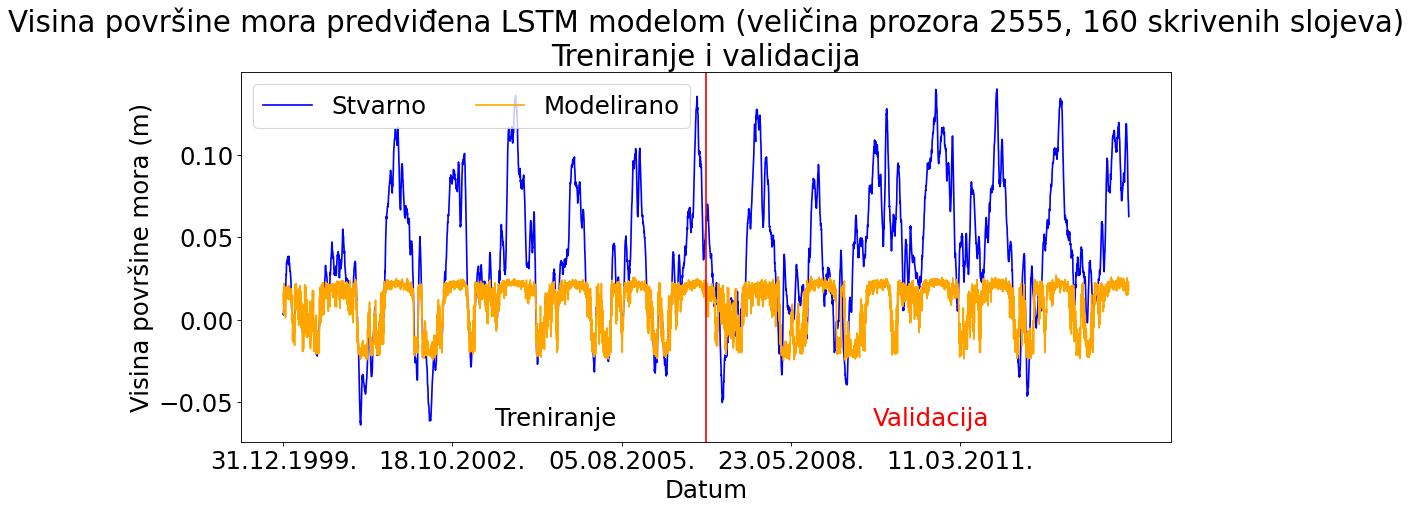 Visina površine mora predviđena LSTM modelom (veličina prozora 2555, 160 skrivenih slojeva)
Treniranje i validacija
Stvarno
Modelirano
Visina površine mora (m)
0.10
0.05
0.00
−0.05
Treniranje
Validacija
31.12.1999.
18.10.2002.
05.08.2005.
23.05.2008.
11.03.2011.
Datum